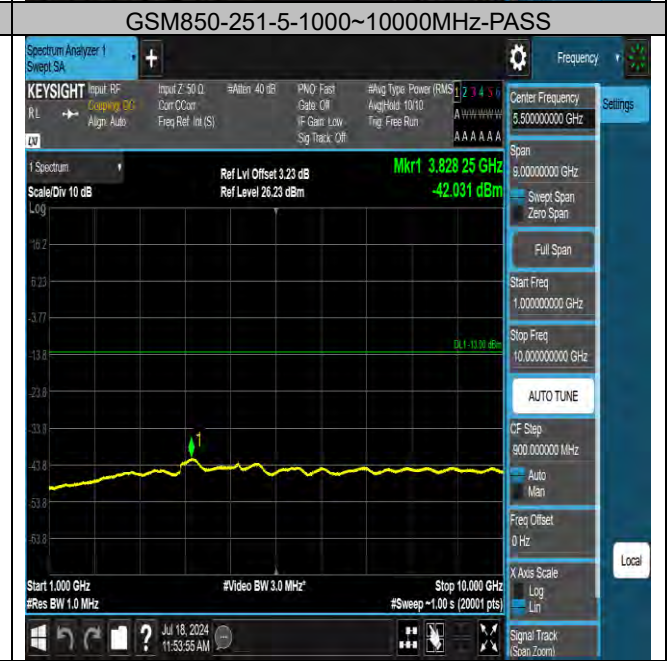 GSM850-251-5-1000~10000MHz-PASS
Spectrum Analyzer 1
Swept SA
+
Frequency
KEYSIGHT
Input: RF
Coupling: DC
Align: Auto
Input Z: 50 Ω
Corr CCorr
Freq Ref: Int (S)
#Atten: 40 dB
PNO: Fast
Gate: Off
IF Gain: Low
Sig Track: Off
#Avg Type: Power (RMS
Avg|Hold: 10/10
Trig: Free Run
1 2 3 4 5 6
A W W W W W
A A A A A A
RL
LXI
Settings
Center Frequency
5.500000000 GHz
Span
9.00000000 GHz
Swept Span
Zero Span
Full Span
Start Freq
1.000000000 GHz
Stop Freq
10.000000000 GHz
AUTO TUNE
CF Step
900.000000 MHz
Auto
Man
Freq Offset
0 Hz
X Axis Scale
Log
Lin
Signal Track
(Span Zoom)
Local
1 Spectrum
Scale/Div 10 dB
Log
Ref Lvl Offset 3.23 dB
Ref Level 26.23 dBm
Mkr1 3.828 25 GHz
-42.031 dBm
16.2
6.23
-3.77
-13.8
-23.8
-33.8
-43.8
-53.8
-63.8
DL1 -13.00 dBm
1
Start 1.000 GHz
#Res BW 1.0 MHz
#Video BW 3.0 MHz*
Stop 10.000 GHz
#Sweep ~1.00 s (20001 pts)
?
Jul 18, 2024
11:53:55 AM